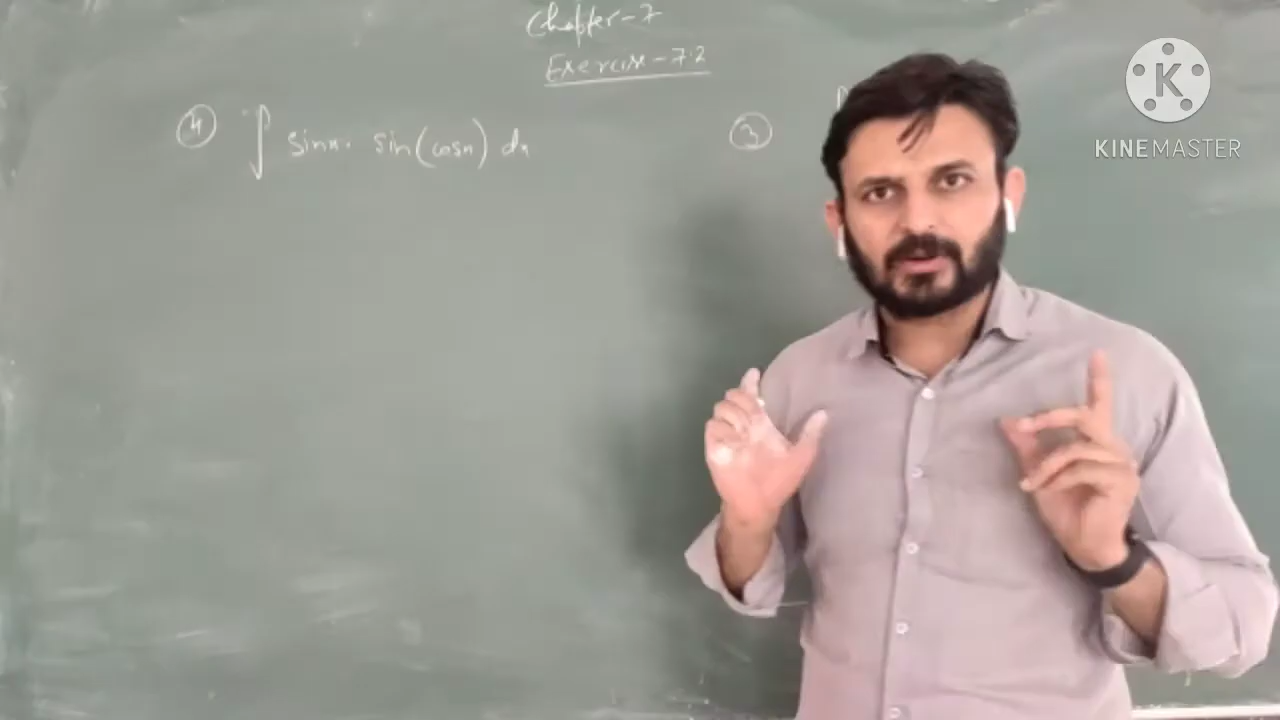 Chapter-7
Exercise-7.2
④ ∫ sinx. sin(cosx) dx
③
K
KINEMASTER